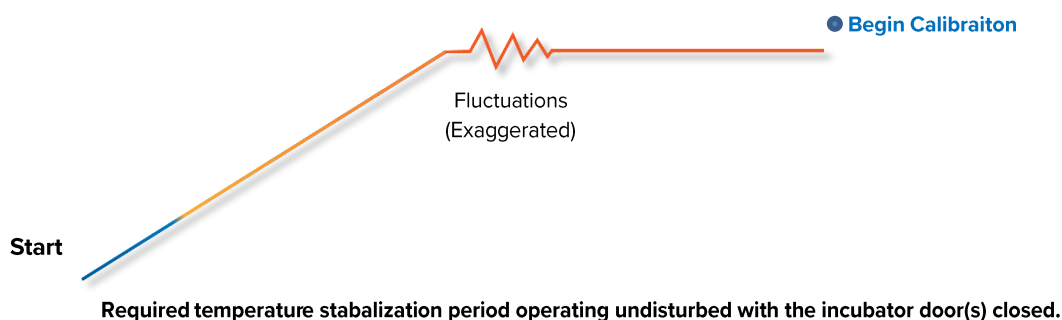 Begin Calibraiton
Fluctuations
(Exaggerated)
Start
Required temperature stabalization period operating undisturbed with the incubator door(s) closed.